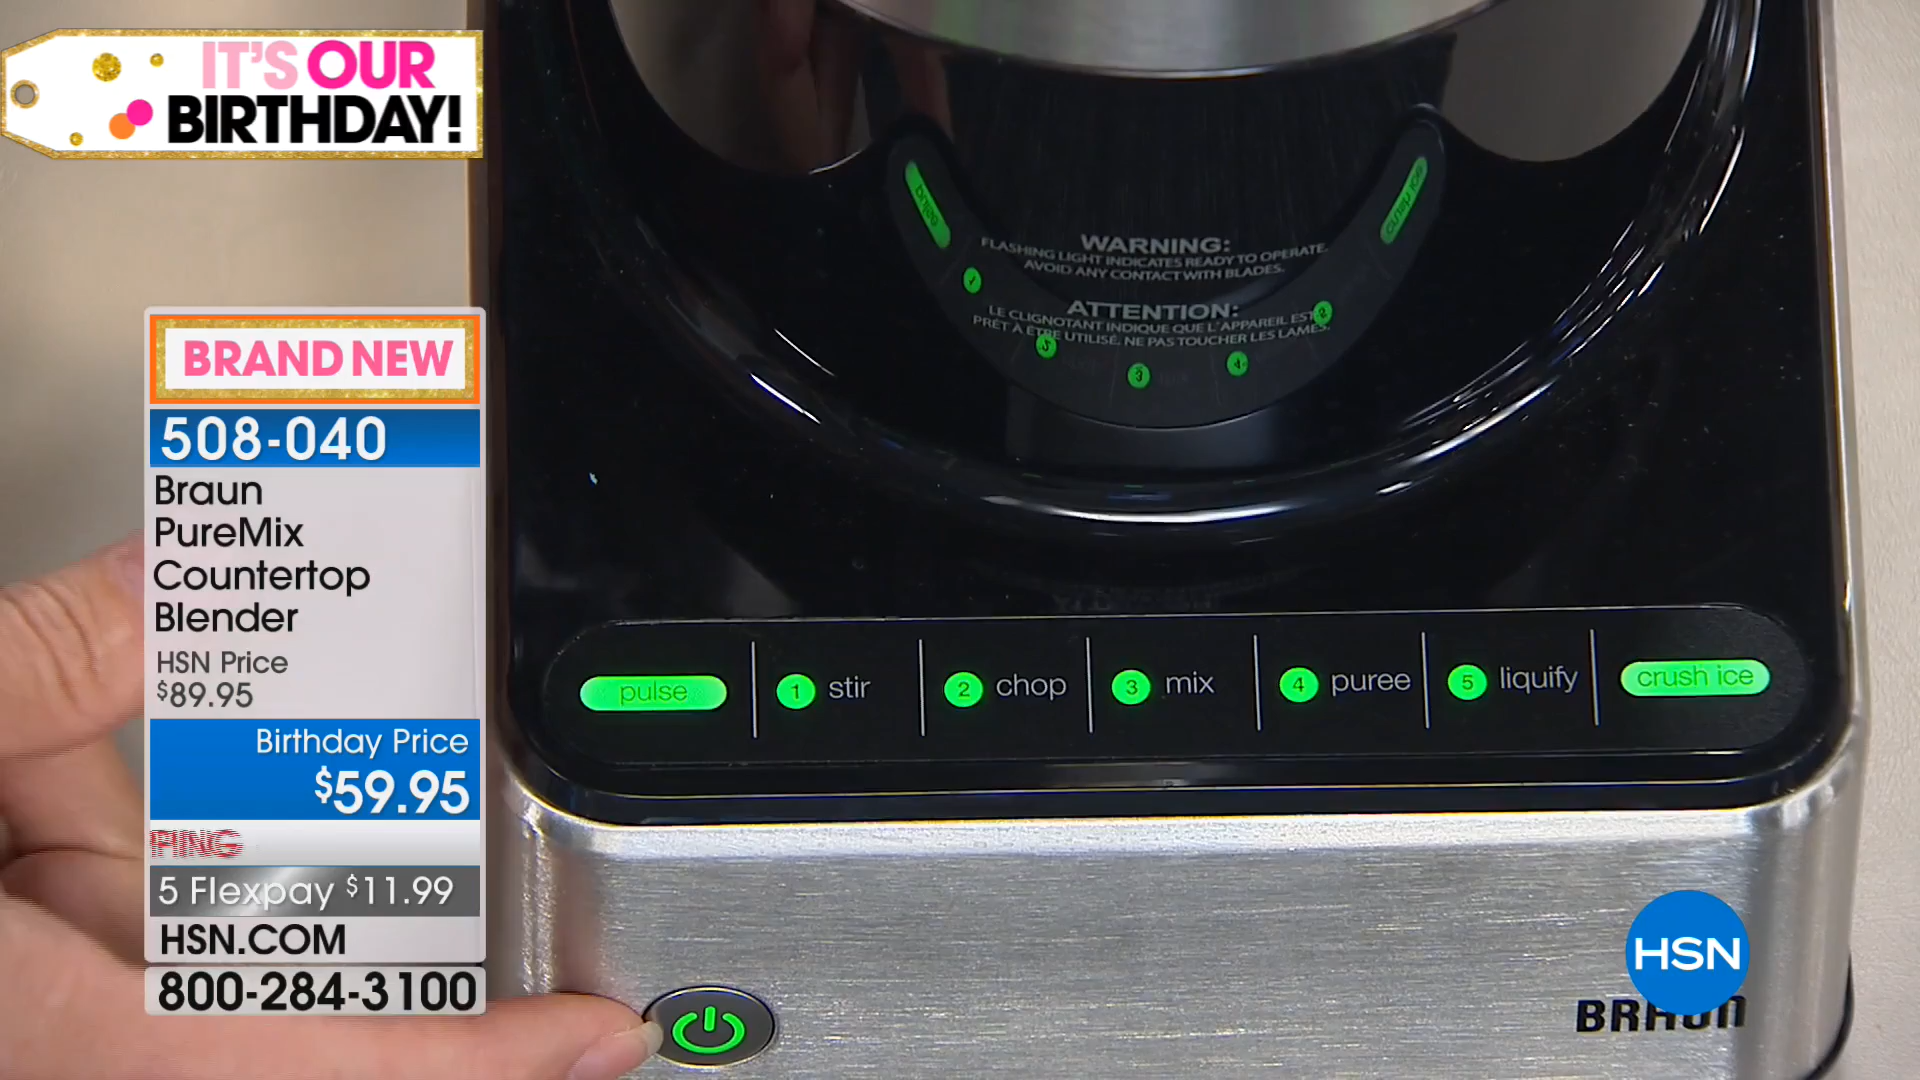 IT'S OUR
BIRTHDAY!
BRAND NEW
508-040
Braun
PureMix
Countertop
Blender
HSN Price
$89.95
Birthday Price
$59.95
PING
5 Flexpay $11.99
HSN.COM
800-284-3100
WARNING:
FLASHING LIGHT INDICATES READY TO OPERATE.
AVOID ANY CONTACT WITH BLADES.
ATTENTION:
LE CLIGNOTANT INDIQUE QUE L'APPAREIL EST
PRÊT À ÊTRE UTILISÉ. NE PAS TOUCHER LES LAMES.
pulse
1 stir
2 chop
3 mix
4 puree
5 liquify
crush ice
HSN
BRAUN